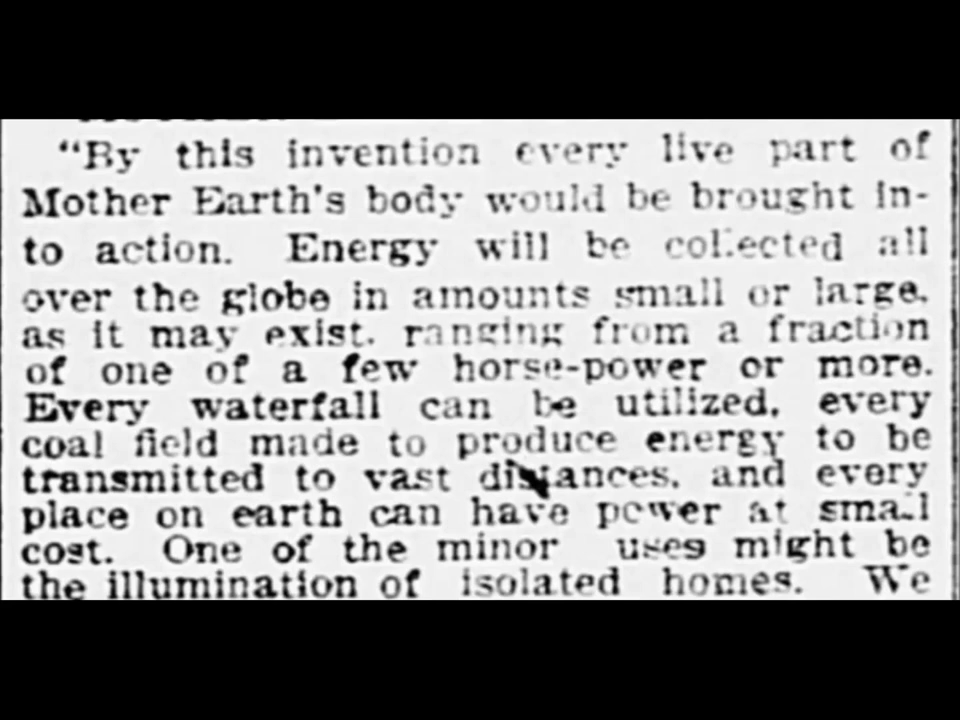 "By this invention every live part of
Mother Earth's body would be brought in-
to action. Energy will be collected all
over the globe in amounts small or large,
as it may exist, ranging from a fraction
of one of a few horse-power or more.
Every waterfall can be utilized, every
coal field made to produce energy to be
transmitted to vast distances, and every
place on earth can have power at small
cost. One of the minor uses might be
the illumination of isolated homes. We